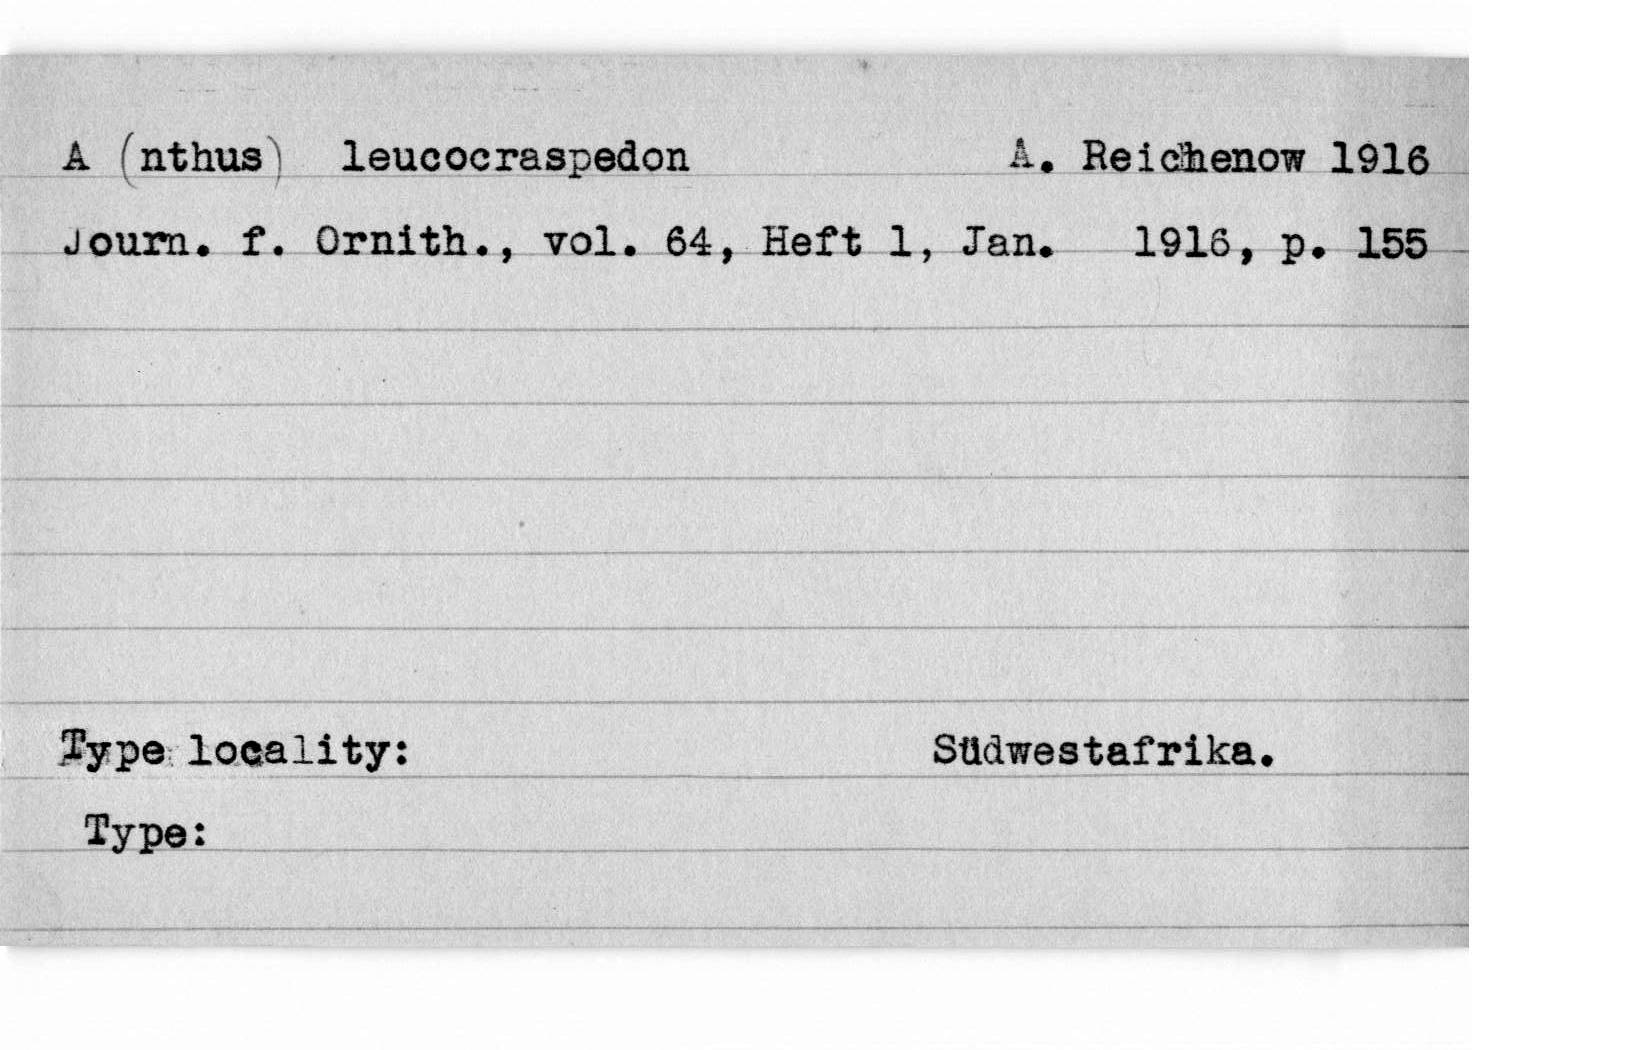 A (nthus) leucocraspedon A. Reichenow 1916
Journ. f. Ornith., vol. 64, Heft 1, Jan. 1916, p. 155
Type locality: Südwestafrika.
Type: